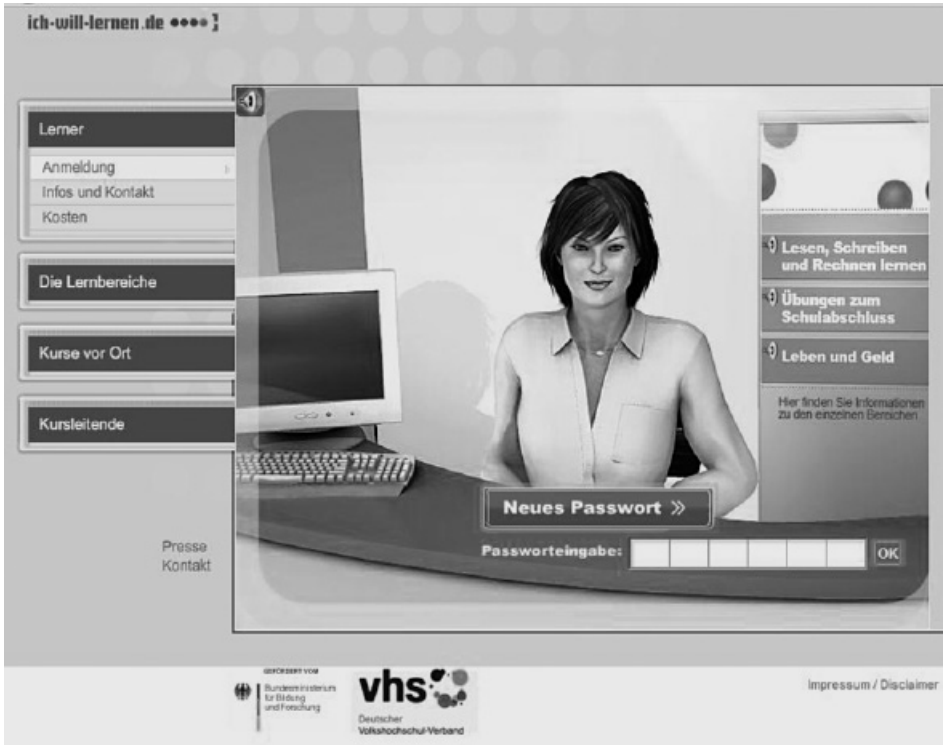 ich-will-lernen.de
Lerner
Anmeldung
Infos und Kontakt
Kosten
Die Lernbereiche
Kurse vor Ort
Kursleitende
Presse
Kontakt
Lesen, Schreiben
und Rechnen lernen
Übungen zum
Schulabschluss
Leben und Geld
Hier finden Sie Informationen
zu den einzelnen Bereichen
Neues Passwort »
Passworteingabe:
OK
GEFÖRDERT VOM
Bundesministerium
für Bildung
und Forschung
vhs
Deutscher
Volkshochschul-Verband
Impressum / Disclaimer